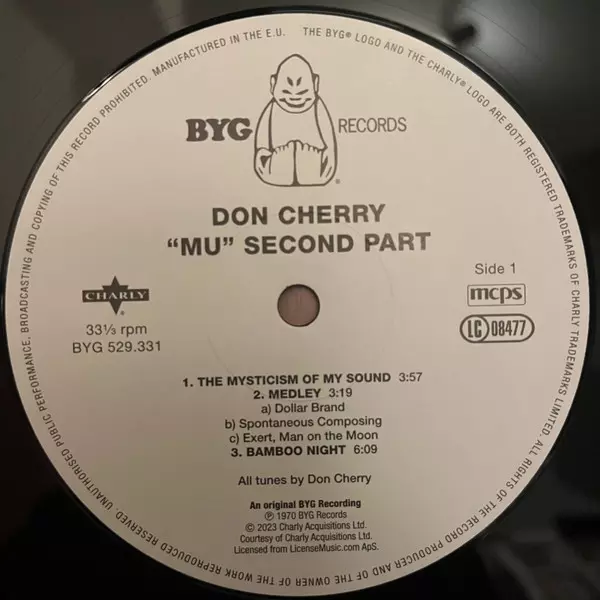 MANUFACTURED IN THE E.U. THE BYG® LOGO AND THE CHARLY® LOGO ARE BOTH REGISTERED TRADEMARKS OF CHARLY TRADEMARKS LIMITED. ALL RIGHTS OF THE RECORD PRODUCER AND OF THE OWNER OF THE WORK REPRODUCED RESERVED. UNAUTHORISED PUBLIC PERFORMANCE, BROADCASTING AND COPYING OF THIS RECORD PROHIBITED.
BYG RECORDS
DON CHERRY
“MU” SECOND PART
CHARLY
Side 1
mcps
33⅓ rpm
LC 08477
BYG 529.331
1. THE MYSTICISM OF MY SOUND 3:57
2. MEDLEY 3:19
a) Dollar Brand
b) Spontaneous Composing
c) Exert, Man on the Moon
3. BAMBOO NIGHT 6:09
All tunes by Don Cherry
An original BYG Recording
℗ 1970 BYG Records
© 2023 Charly Acquisitions Ltd.
Courtesy of Charly Acquisitions Ltd.
Licensed from LicenseMusic.com ApS.